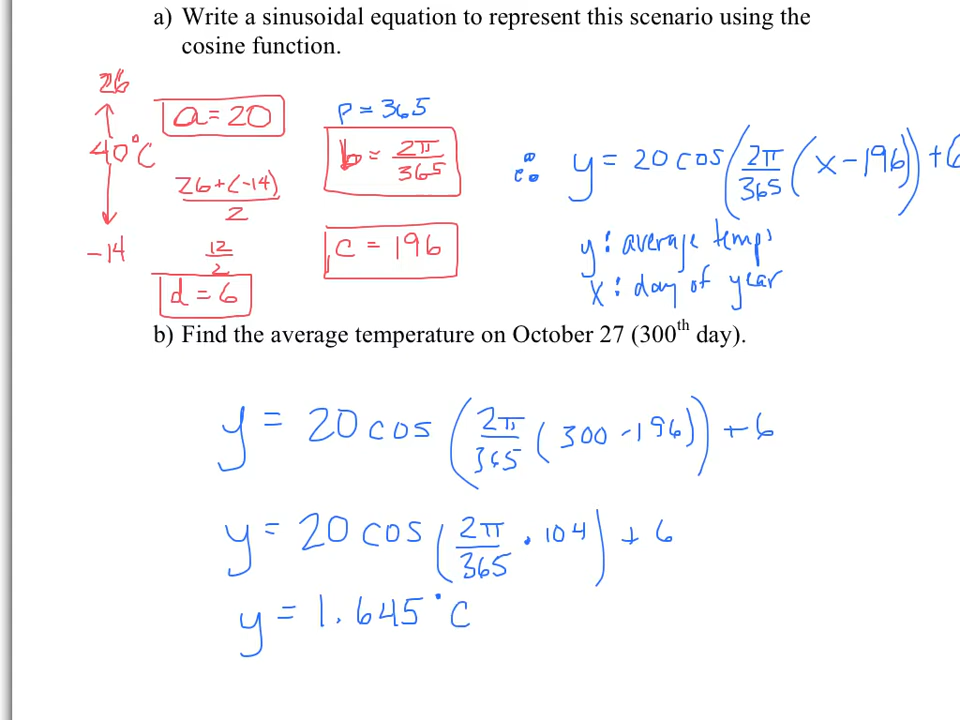 a) Write a sinusoidal equation to represent this scenario using the
cosine function.
26
↑
40°C
↓
-14
a = 20
26+(-14)/2
12/2
d = 6
P = 365
b = 2π/365
c = 196
∴ y = 20 cos(2π/365 (x-196)) + 6
y : average temps
x : day of year
b) Find the average temperature on October 27 (300th day).
y = 20 cos (2π/365 (300-196)) + 6
y = 20 cos (2π/365 · 104) + 6
y = 1.645°C